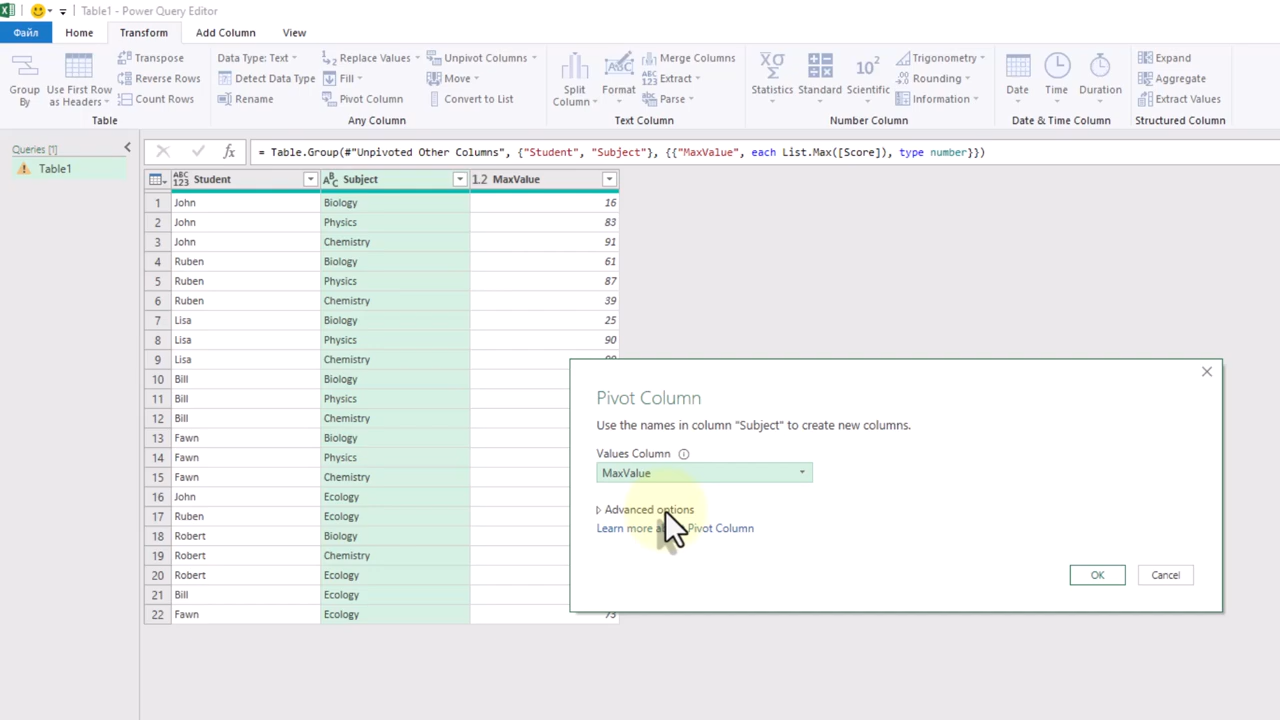 Table1 - Power Query Editor
Файл Home Transform Add Column View
Group By
Use First Row as Headers
Transpose
Reverse Rows
Count Rows
Table
Data Type: Text
Detect Data Type
Rename
Replace Values
Fill
Pivot Column
Unpivot Columns
Move
Convert to List
Any Column
Split Column
Format
Merge Columns
Extract
Parse
Text Column
Statistics
Standard
Scientific
Trigonometry
Rounding
Information
Number Column
Date
Time
Duration
Date & Time Column
Expand
Aggregate
Extract Values
Structured Column
Queries [1]
Table1
fx = Table.Group(#"Unpivoted Other Columns", {"Student", "Subject"}, {{"MaxValue", each List.Max([Score]), type number}})
ABC 123 Student ABC Subject 1.2 MaxValue
1 John Biology 16
2 John Physics 83
3 John Chemistry 91
4 Ruben Biology 61
5 Ruben Physics 87
6 Ruben Chemistry 39
7 Lisa Biology 25
8 Lisa Physics 90
9 Lisa Chemistry
10 Bill Biology
11 Bill Physics
12 Bill Chemistry
13 Fawn Biology
14 Fawn Physics
15 Fawn Chemistry
16 John Ecology
17 Ruben Ecology
18 Robert Biology
19 Robert Chemistry
20 Robert Ecology
21 Bill Ecology
22 Fawn Ecology 73
Pivot Column
Use the names in column "Subject" to create new columns.
Values Column
MaxValue
Advanced options
Learn more Pivot Column
OK Cancel